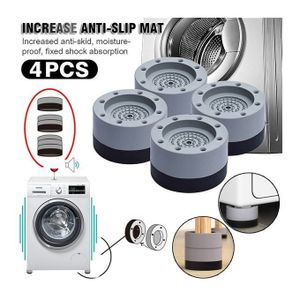 INCREASE ANTI-SLIP MAT
Increased anti-skid, moisture-
proof, fixed shock absorption
4PCS